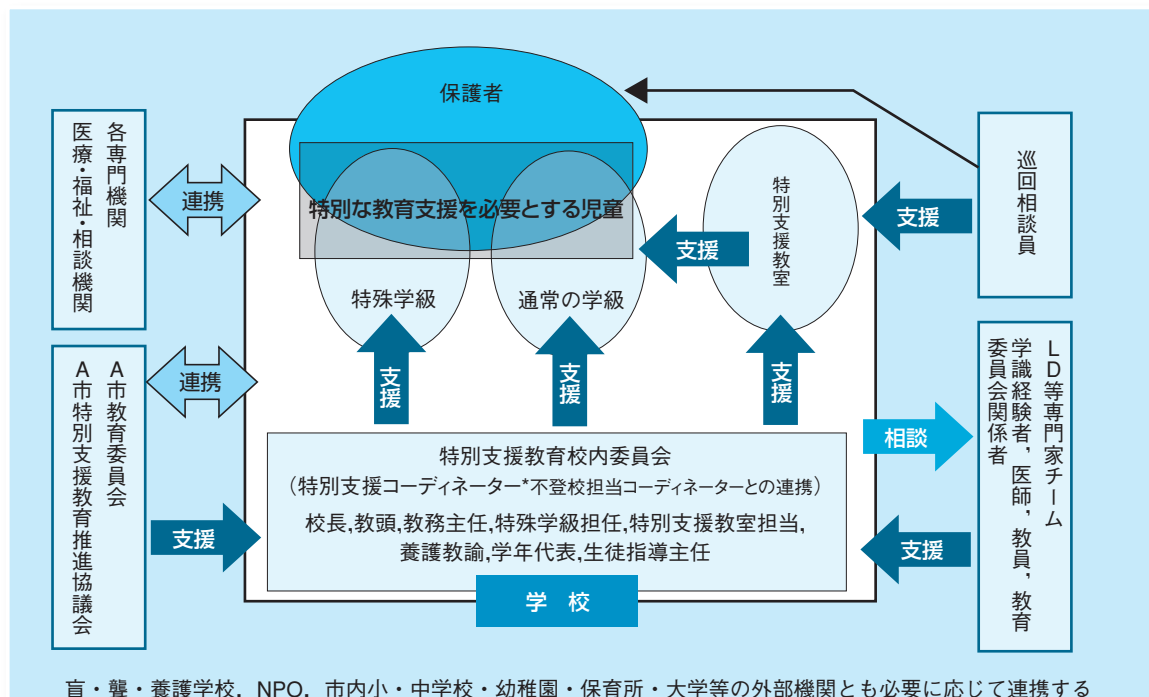 保護者
各専門機関
医療・福祉・相談機関
連携
特別な教育支援を必要とする児童
特殊学級
通常の学級
支援
特別支援教室
支援
巡回相談員
A市教育委員会
A市特別支援教育推進協議会
連携
支援
支援
支援
支援
特別支援教育校内委員会
（特別支援コーディネーター*不登校担当コーディネーターとの連携）
校長,教頭,教務主任,特殊学級担任,特別支援教室担当,
養護教諭,学年代表,生徒指導主任
学 校
相談
支援
LD等専門家チーム
学識経験者，医師，教員，教育
委員会関係者
盲・聾・養護学校，NPO，市内小・中学校・幼稚園・保育所・大学等の外部機関とも必要に応じて連携する